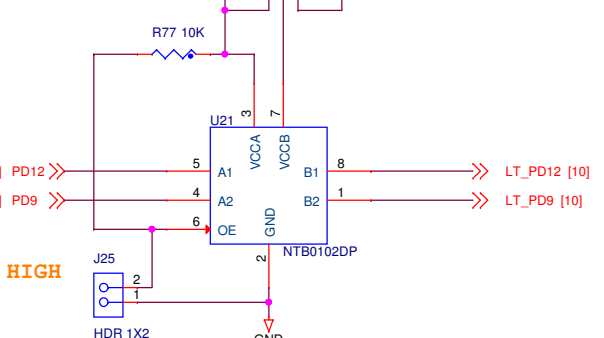 R77 10K
3
7
U21
VCCA
VCCB
PD12
5
A1
B1
8
LT_PD12 [10]
PD9
4
A2
B2
1
LT_PD9 [10]
6
OE
GND
2
NTB0102DP
J25
HIGH
2
1
HDR 1X2
GND